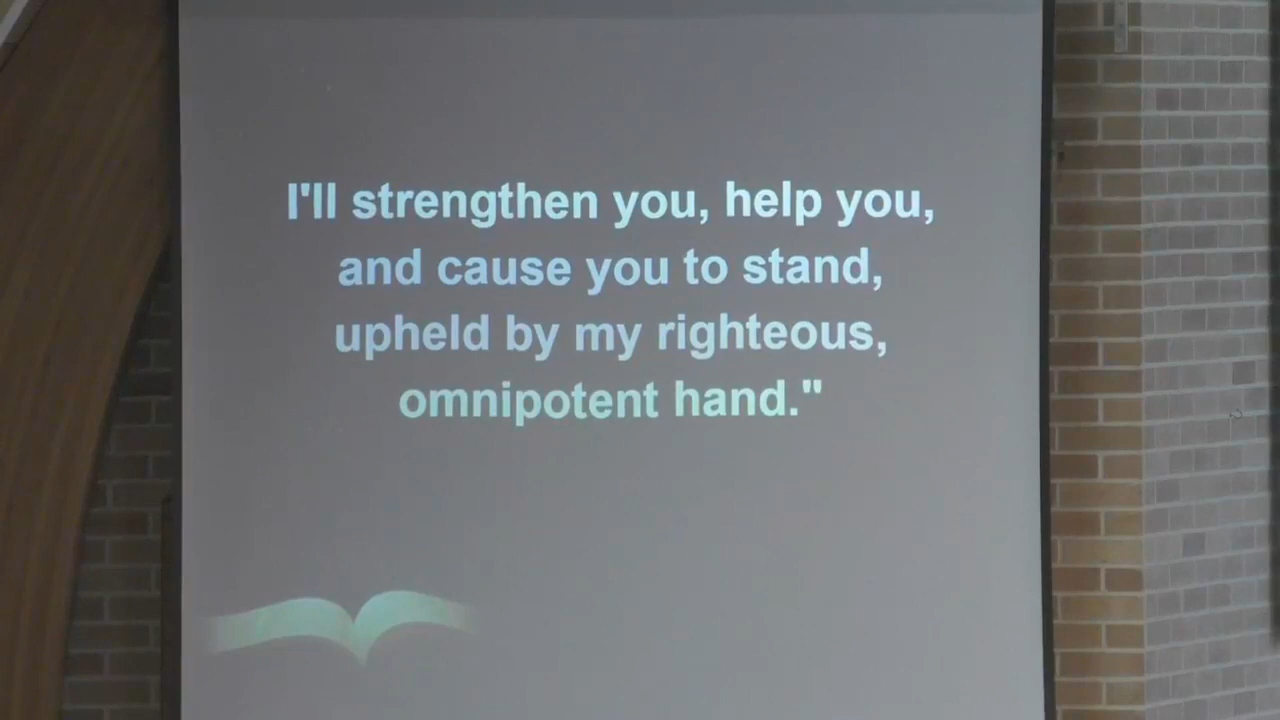 I'll strengthen you, help you,
and cause you to stand,
upheld by my righteous,
omnipotent hand."